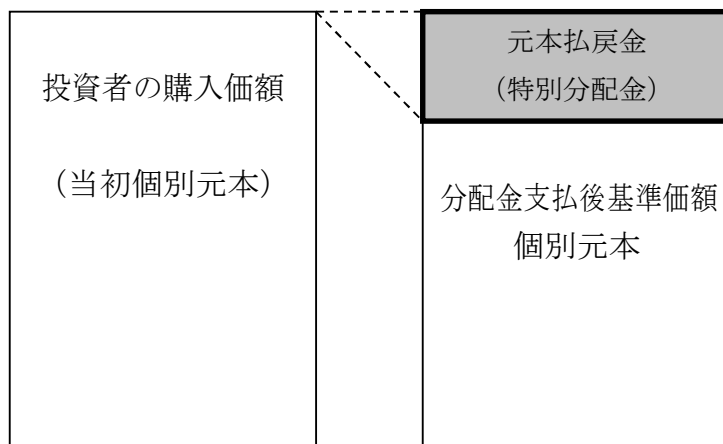 投資者の購入価額
（当初個別元本）
元本払戻金
（特別分配金）
分配金支払後基準価額
個別元本